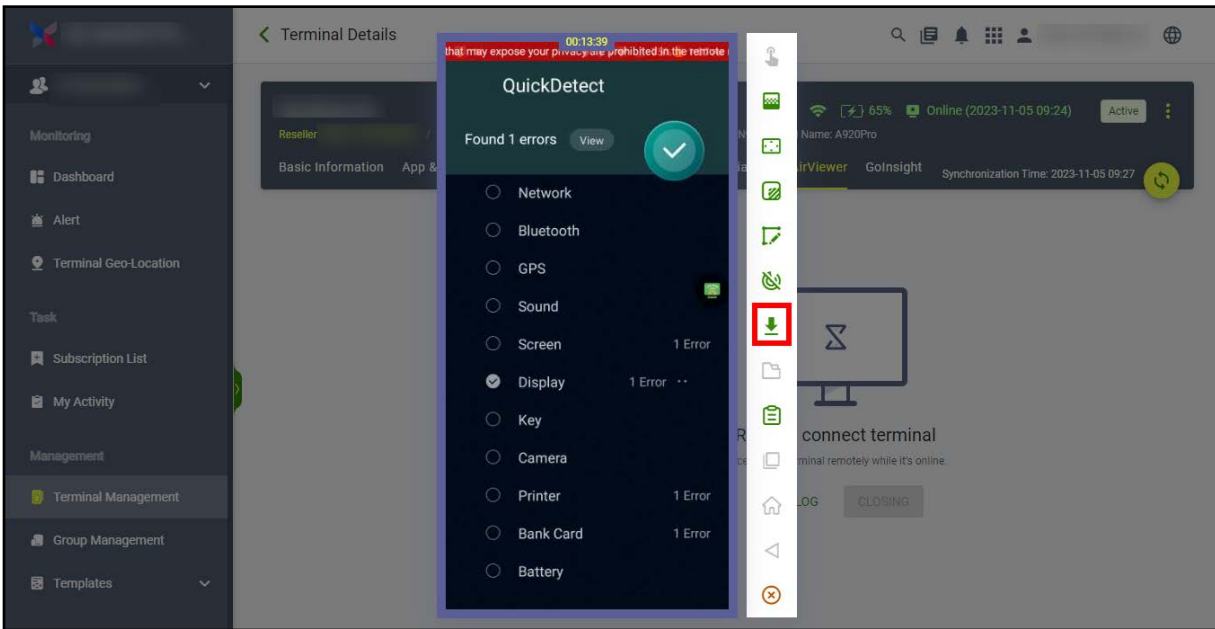 Terminal Details
00:13:39
that may expose your privacy are prohibited in the remote
QuickDetect
65%
Online (2023-11-05 09:24)
Active
Reseller
/
Name: A920Pro
Found 1 errors
View
Monitoring
Basic Information
App &
AirViewer
GoInsight
Synchronization Time: 2023-11-05 09:27
Dashboard
Network
Alert
Bluetooth
Terminal Geo-Location
GPS
Sound
Task
Screen
1 Error
Subscription List
Display
1 Error
My Activity
Key
connect terminal
Management
Camera
terminal remotely while it's online.
Terminal Management
Printer
1 Error
LOG
CLOSING
Group Management
Bank Card
1 Error
Battery
Templates